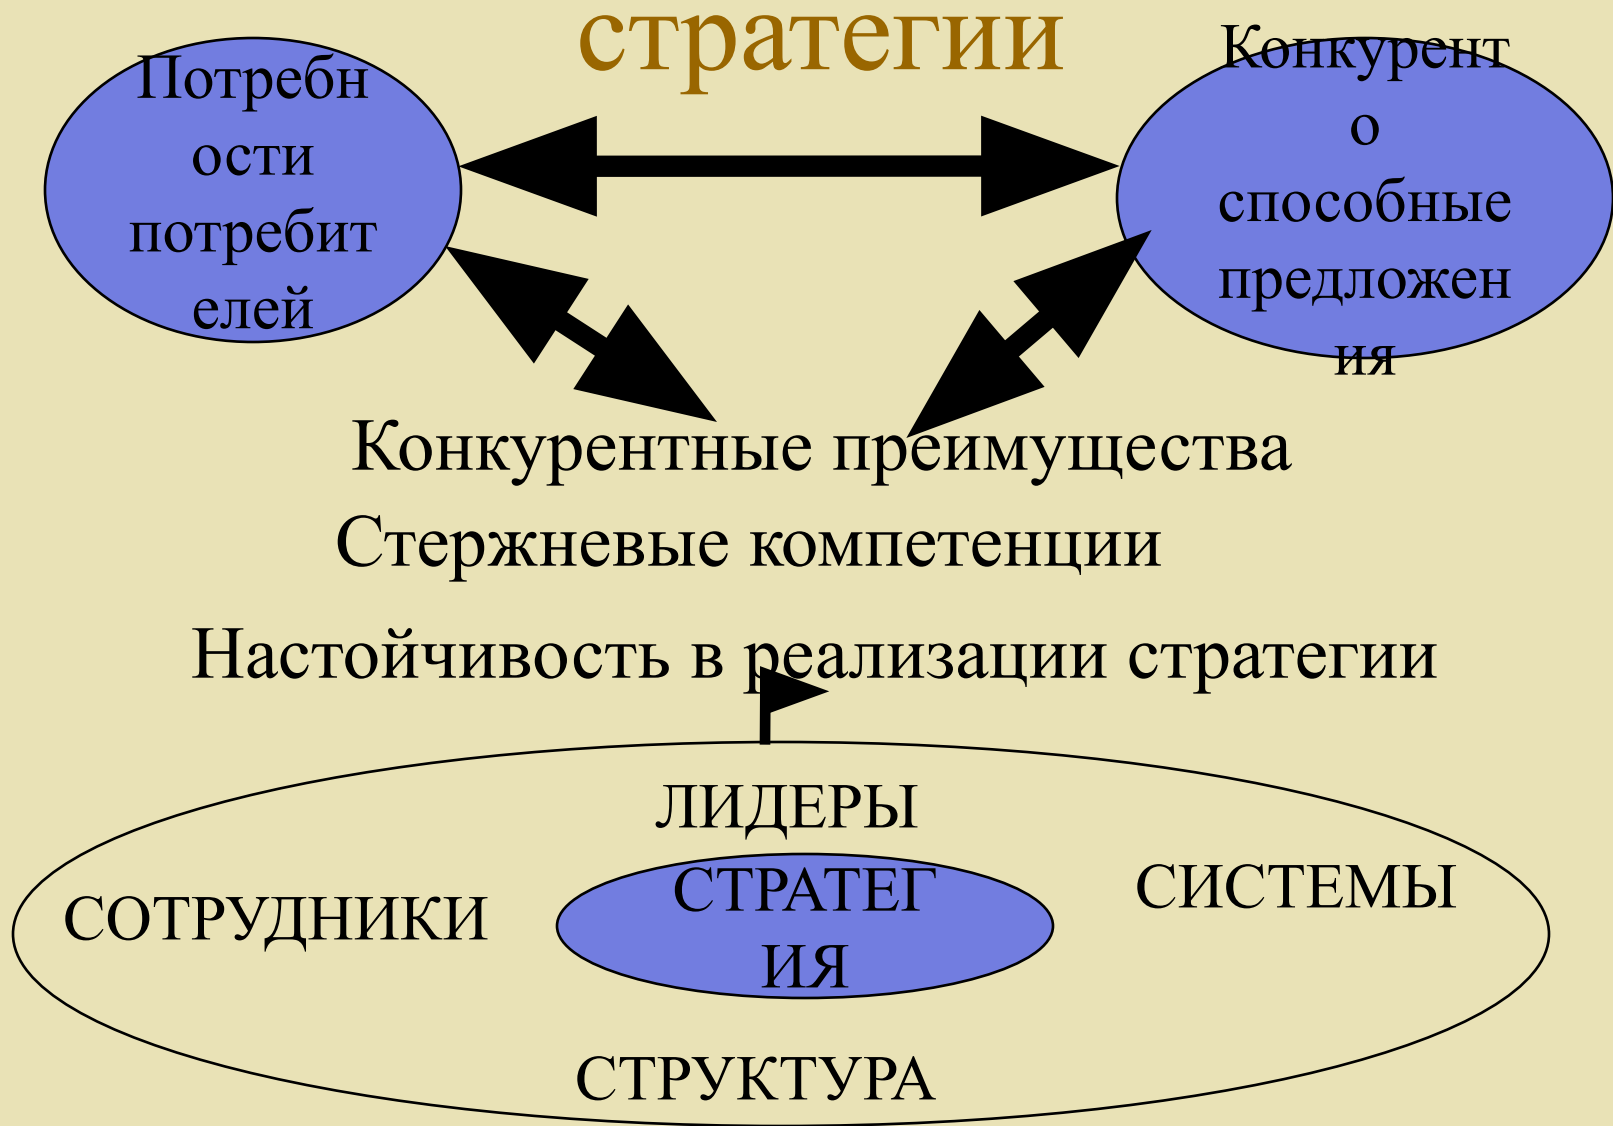 стратегии
Потребн
ости
потребит
елей
Конкурент
о
способные
предложен
ия
Конкурентные преимущества
Стержневые компетенции
Настойчивость в реализации стратегии
ЛИДЕРЫ
СОТРУДНИКИ
СТРАТЕГ
ИЯ
СИСТЕМЫ
СТРУКТУРА